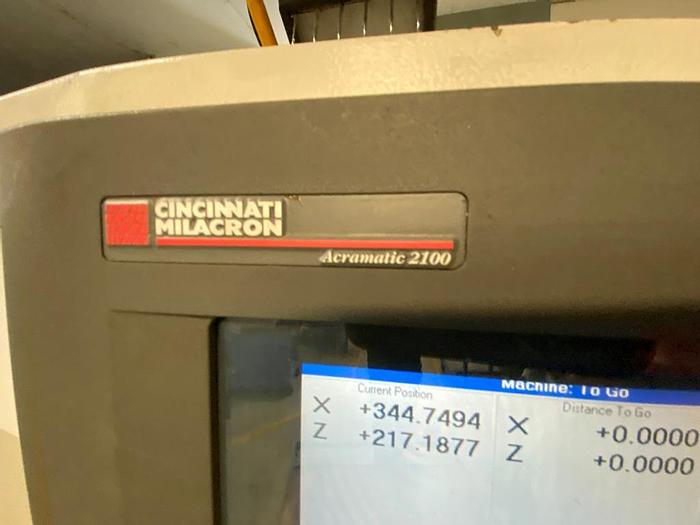 CINCINNATI
MILACRON
Acramatic 2100
Machine: To Go
Current Position
Distance To Go
X +344.7494 X +0.0000
Z +217.1877 Z +0.0000